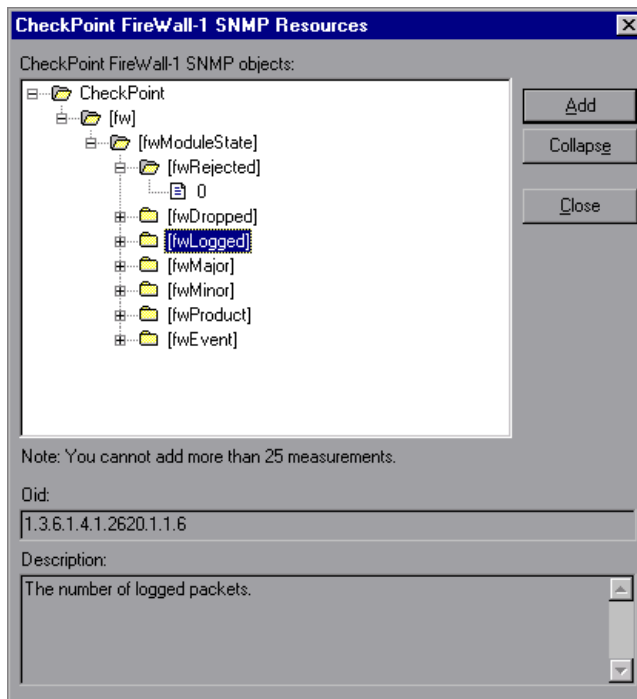 CheckPoint FireWall-1 SNMP Resources
CheckPoint FireWall-1 SNMP objects:
CheckPoint
[fw]
[fwModuleState]
[fwRejected]
0
[fwDropped]
[fwLogged]
[fwMajor]
[fwMinor]
[fwProduct]
[fwEvent]
Add
Collapse
Close
Note: You cannot add more than 25 measurements.
Oid:
1.3.6.1.4.1.2620.1.1.6
Description:
The number of logged packets.